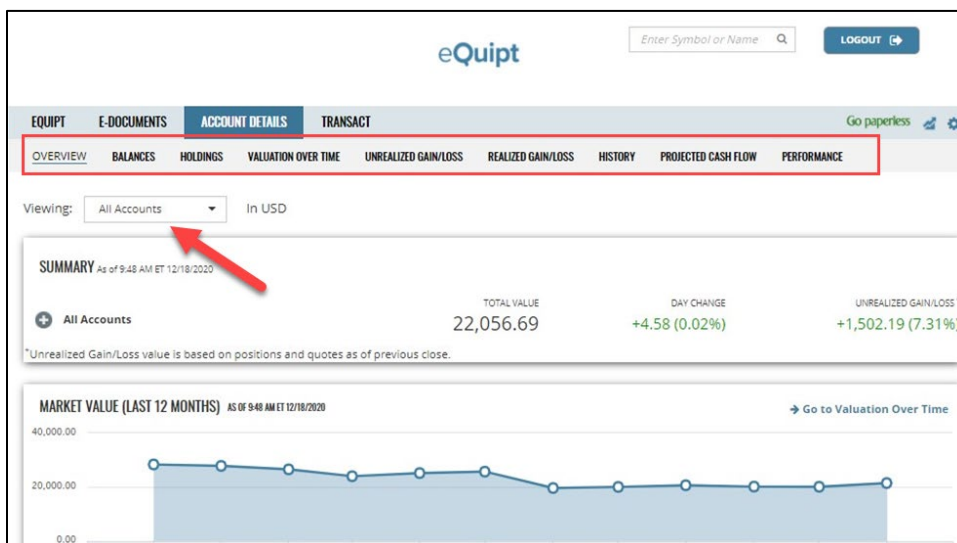 eQuipt
Enter Symbol or Name
LOGOUT
EQUIPT E-DOCUMENTS ACCOUNT DETAILS TRANSACT Go paperless
OVERVIEW BALANCES HOLDINGS VALUATION OVER TIME UNREALIZED GAIN/LOSS REALIZED GAIN/LOSS HISTORY PROJECTED CASH FLOW PERFORMANCE
Viewing: All Accounts In USD
SUMMARY As of 9:48 AM ET 12/18/2020
TOTAL VALUE DAY CHANGE UNREALIZED GAIN/LOSS
All Accounts 22,056.69 +4.58 (0.02%) +1,502.19 (7.31%)
*Unrealized Gain/Loss value is based on positions and quotes as of previous close.
MARKET VALUE (LAST 12 MONTHS) AS OF 9:48 AM ET 12/18/2020 Go to Valuation Over Time
40,000.00
20,000.00
0.00